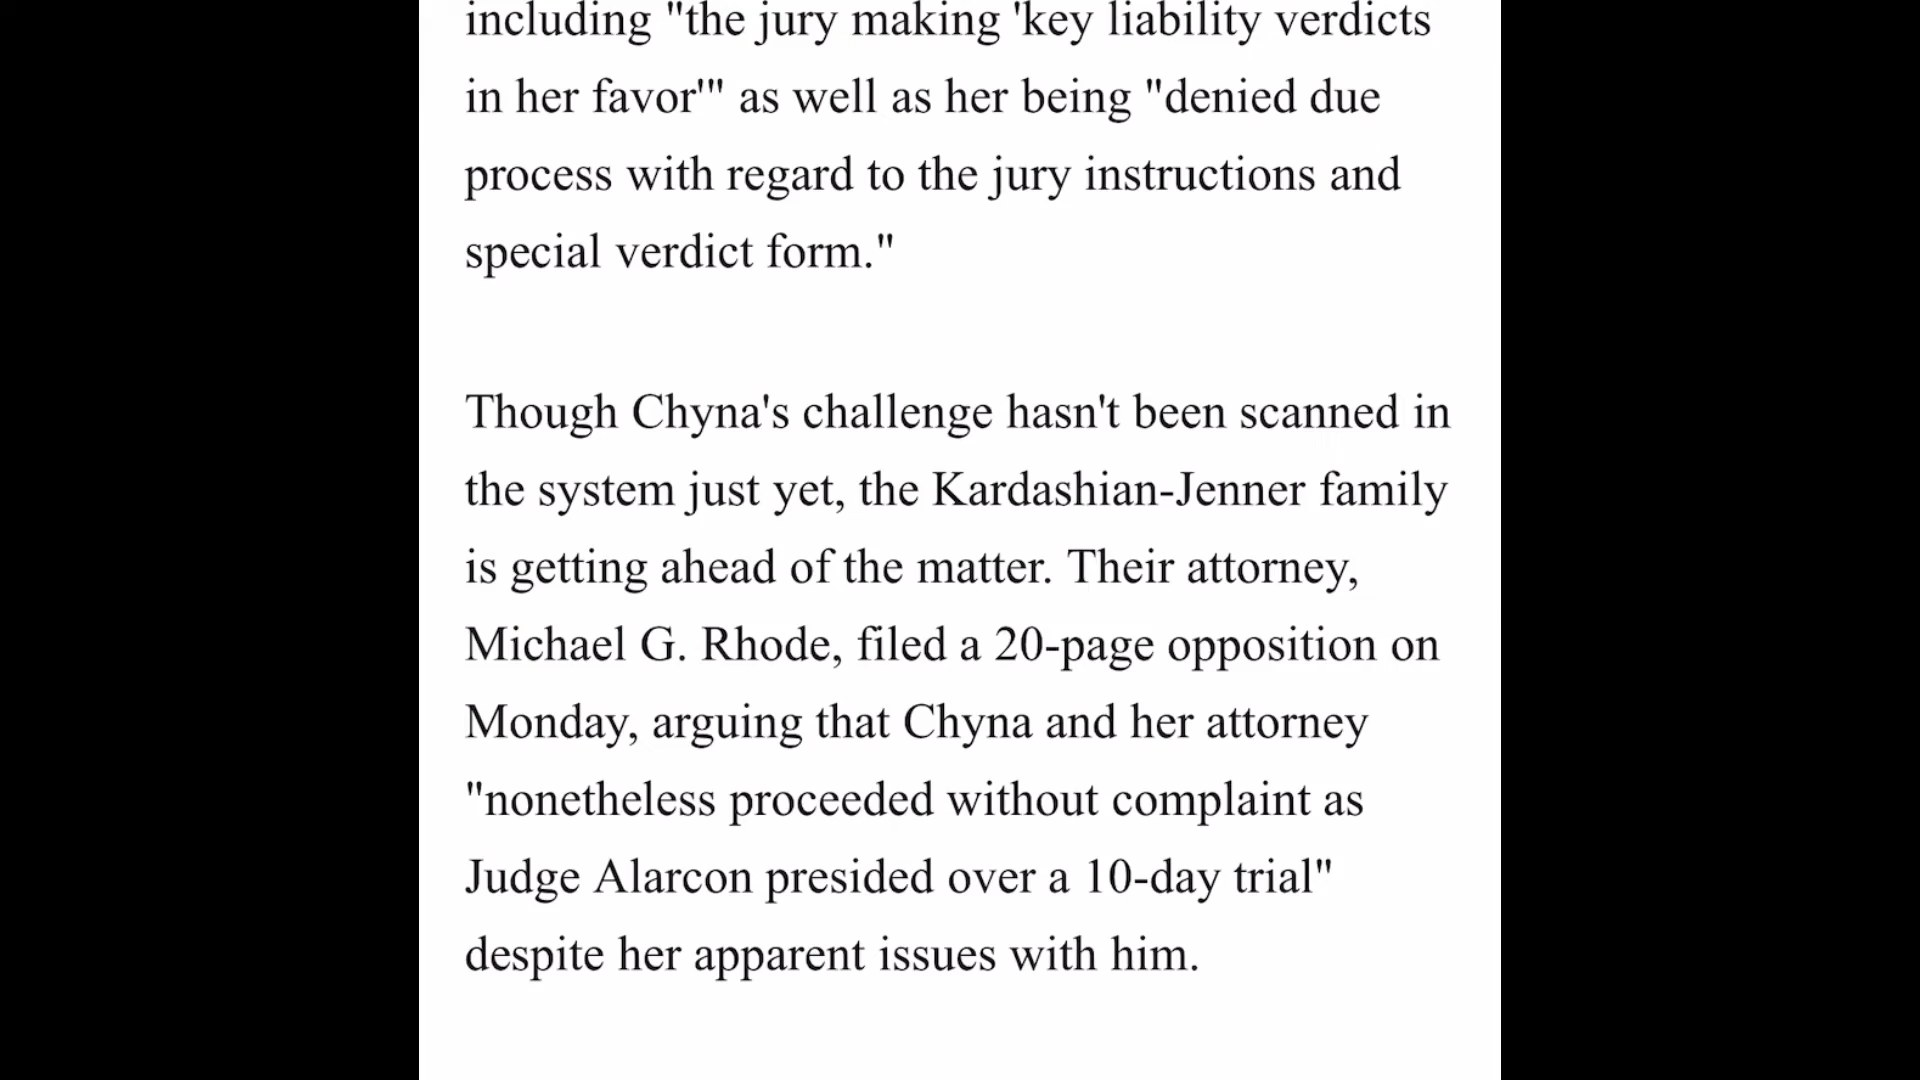 including "the jury making 'key liability verdicts
in her favor'" as well as her being "denied due
process with regard to the jury instructions and
special verdict form."
Though Chyna's challenge hasn't been scanned in
the system just yet, the Kardashian-Jenner family
is getting ahead of the matter. Their attorney,
Michael G. Rhode, filed a 20-page opposition on
Monday, arguing that Chyna and her attorney
"nonetheless proceeded without complaint as
Judge Alarcon presided over a 10-day trial"
despite her apparent issues with him.